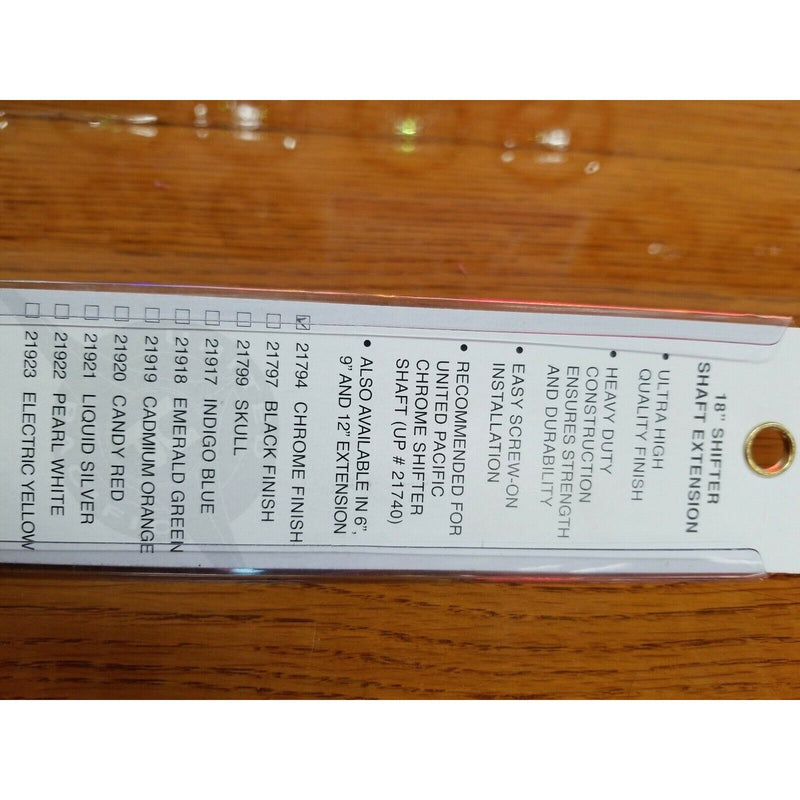 18" SHIFTER
SHAFT EXTENSION
• ULTRA HIGH
QUALITY FINISH
• HEAVY DUTY
CONSTRUCTION
ENSURES STRENGTH
AND DURABILITY
• EASY SCREW-ON
INSTALLATION
• RECOMMENDED FOR
UNITED PACIFIC
CHROME SHIFTER
SHAFT (UP # 21740)
• ALSO AVAILABLE IN 6",
9" AND 12" EXTENSION
☑ 21794 CHROME FINISH
☐ 21797 BLACK FINISH
☐ 21799 SKULL
☐ 21917 INDIGO BLUE
☐ 21918 EMERALD GREEN
☐ 21919 CADMIUM ORANGE
☐ 21920 CANDY RED
☐ 21921 LIQUID SILVER
☐ 21922 PEARL WHITE
☐ 21923 ELECTRIC YELLOW